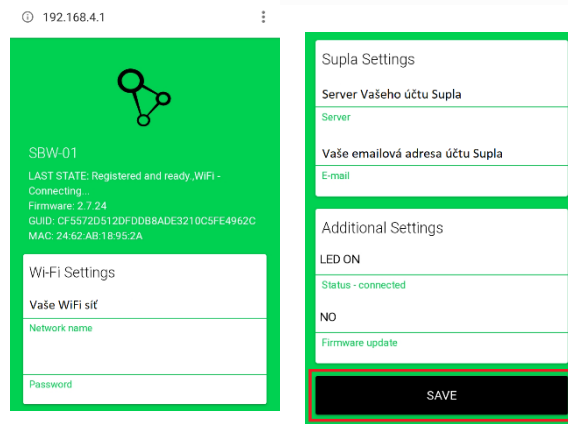 192.168.4.1
SBW-01
LAST STATE: Registered and ready.,WiFi -
Connecting...
Firmware: 2.7.24
GUID: CF5572D512DFDDB8ADE3210C5FE4962C
MAC: 24:62:AB:18:95:2A
Wi-Fi Settings
Vaše WiFi síť
Network name
Password
Supla Settings
Server Vašeho účtu Supla
Server
Vaše emailová adresa účtu Supla
E-mail
Additional Settings
LED ON
Status - connected
NO
Firmware update
SAVE